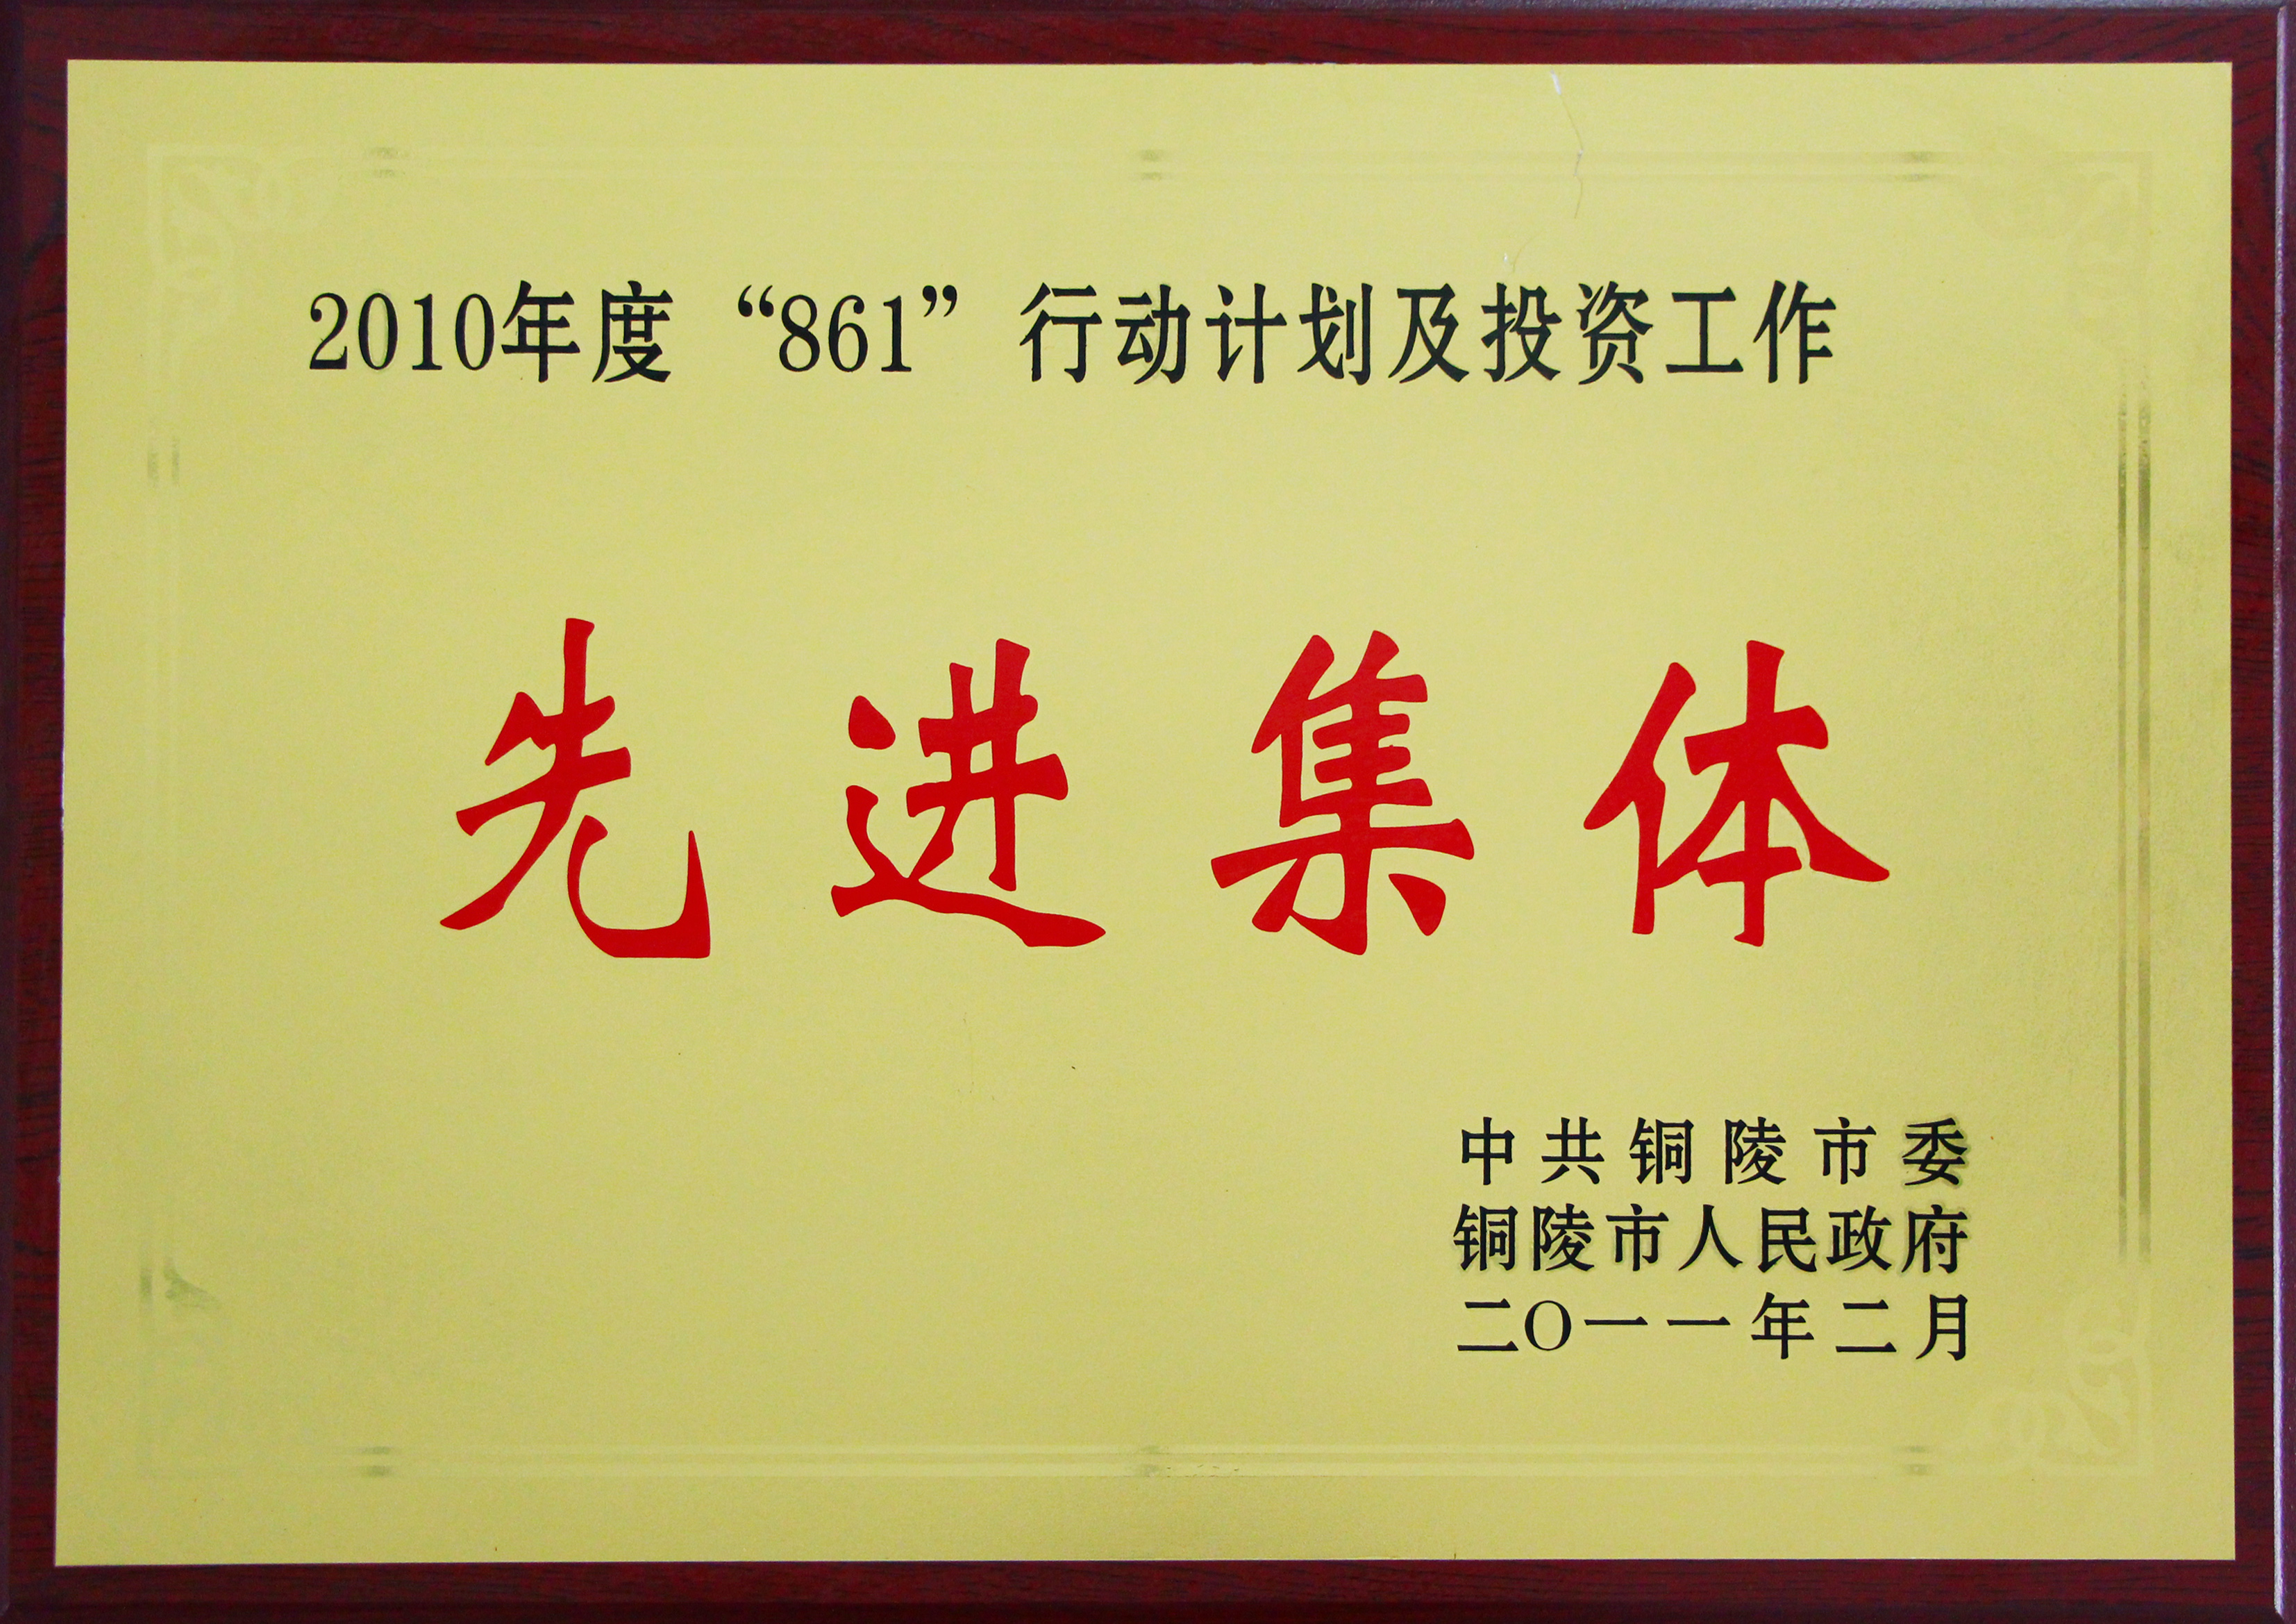 2010年度“861”行动计划及投资工作
先进集体
中共铜陵市委
铜陵市人民政府
二〇一一年二月